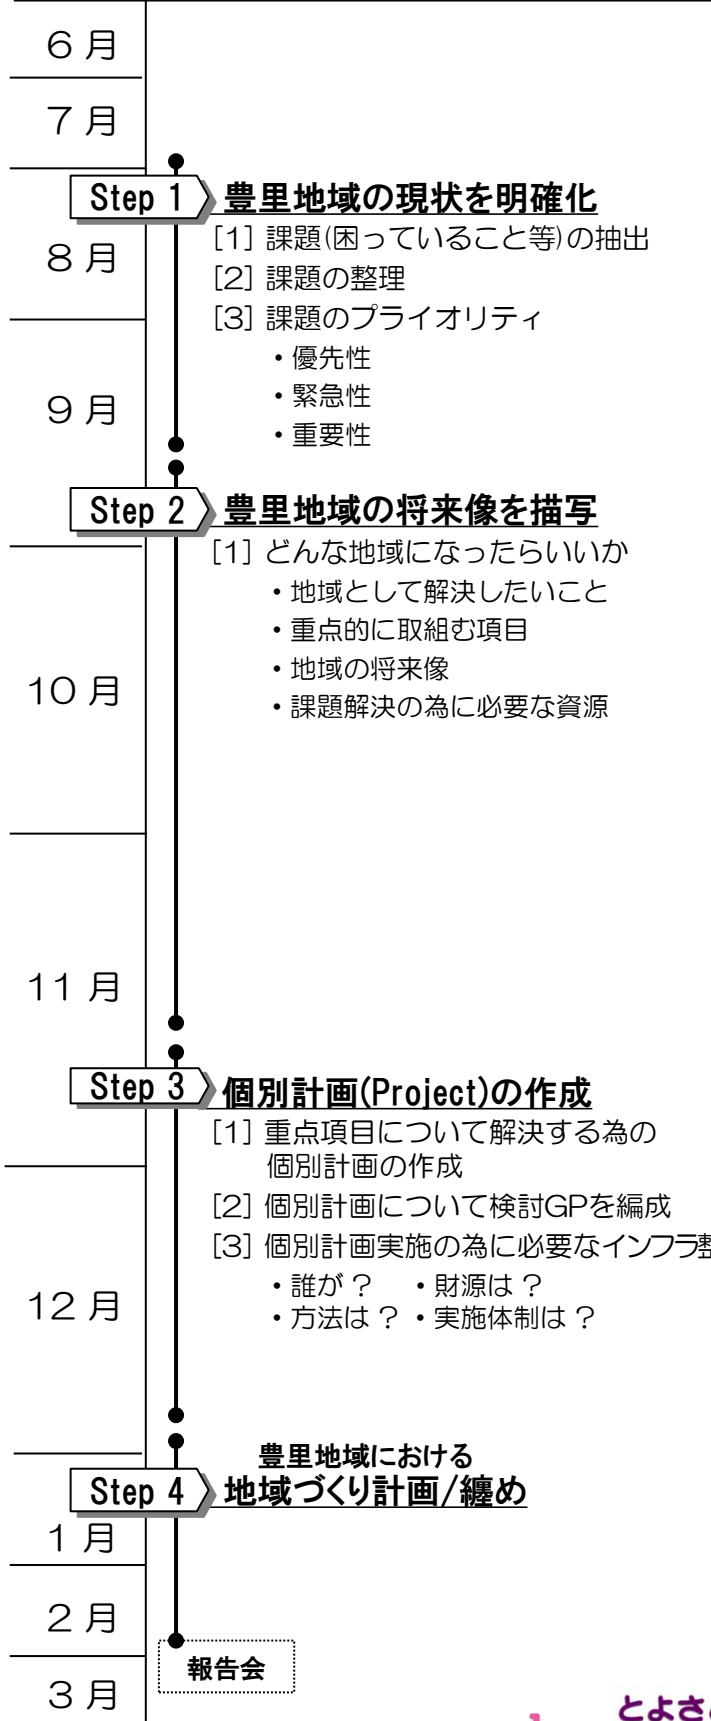 6 月
7 月
Step 1 豊里地域の現状を明確化
[1] 課題(困っていること等)の抽出
8 月
[2] 課題の整理
[3] 課題のプライオリティ
・優先性
・緊急性
9 月
・重要性
Step 2 豊里地域の将来像を描写
[1] どんな地域になったらいいか
・地域として解決したいこと
・重点的に取組む項目
・地域の将来像
10 月
・課題解決の為に必要な資源
11 月
Step 3 個別計画(Project)の作成
[1] 重点項目について解決する為の
個別計画の作成
[2] 個別計画について検討GPを編成
[3] 個別計画実施の為に必要なインフラ整
・誰が? ・財源は?
12 月
・方法は? ・実施体制は?
豊里地域における
Step 4 地域づくり計画/纏め
1 月
2 月
報告会
3 月
とよさ